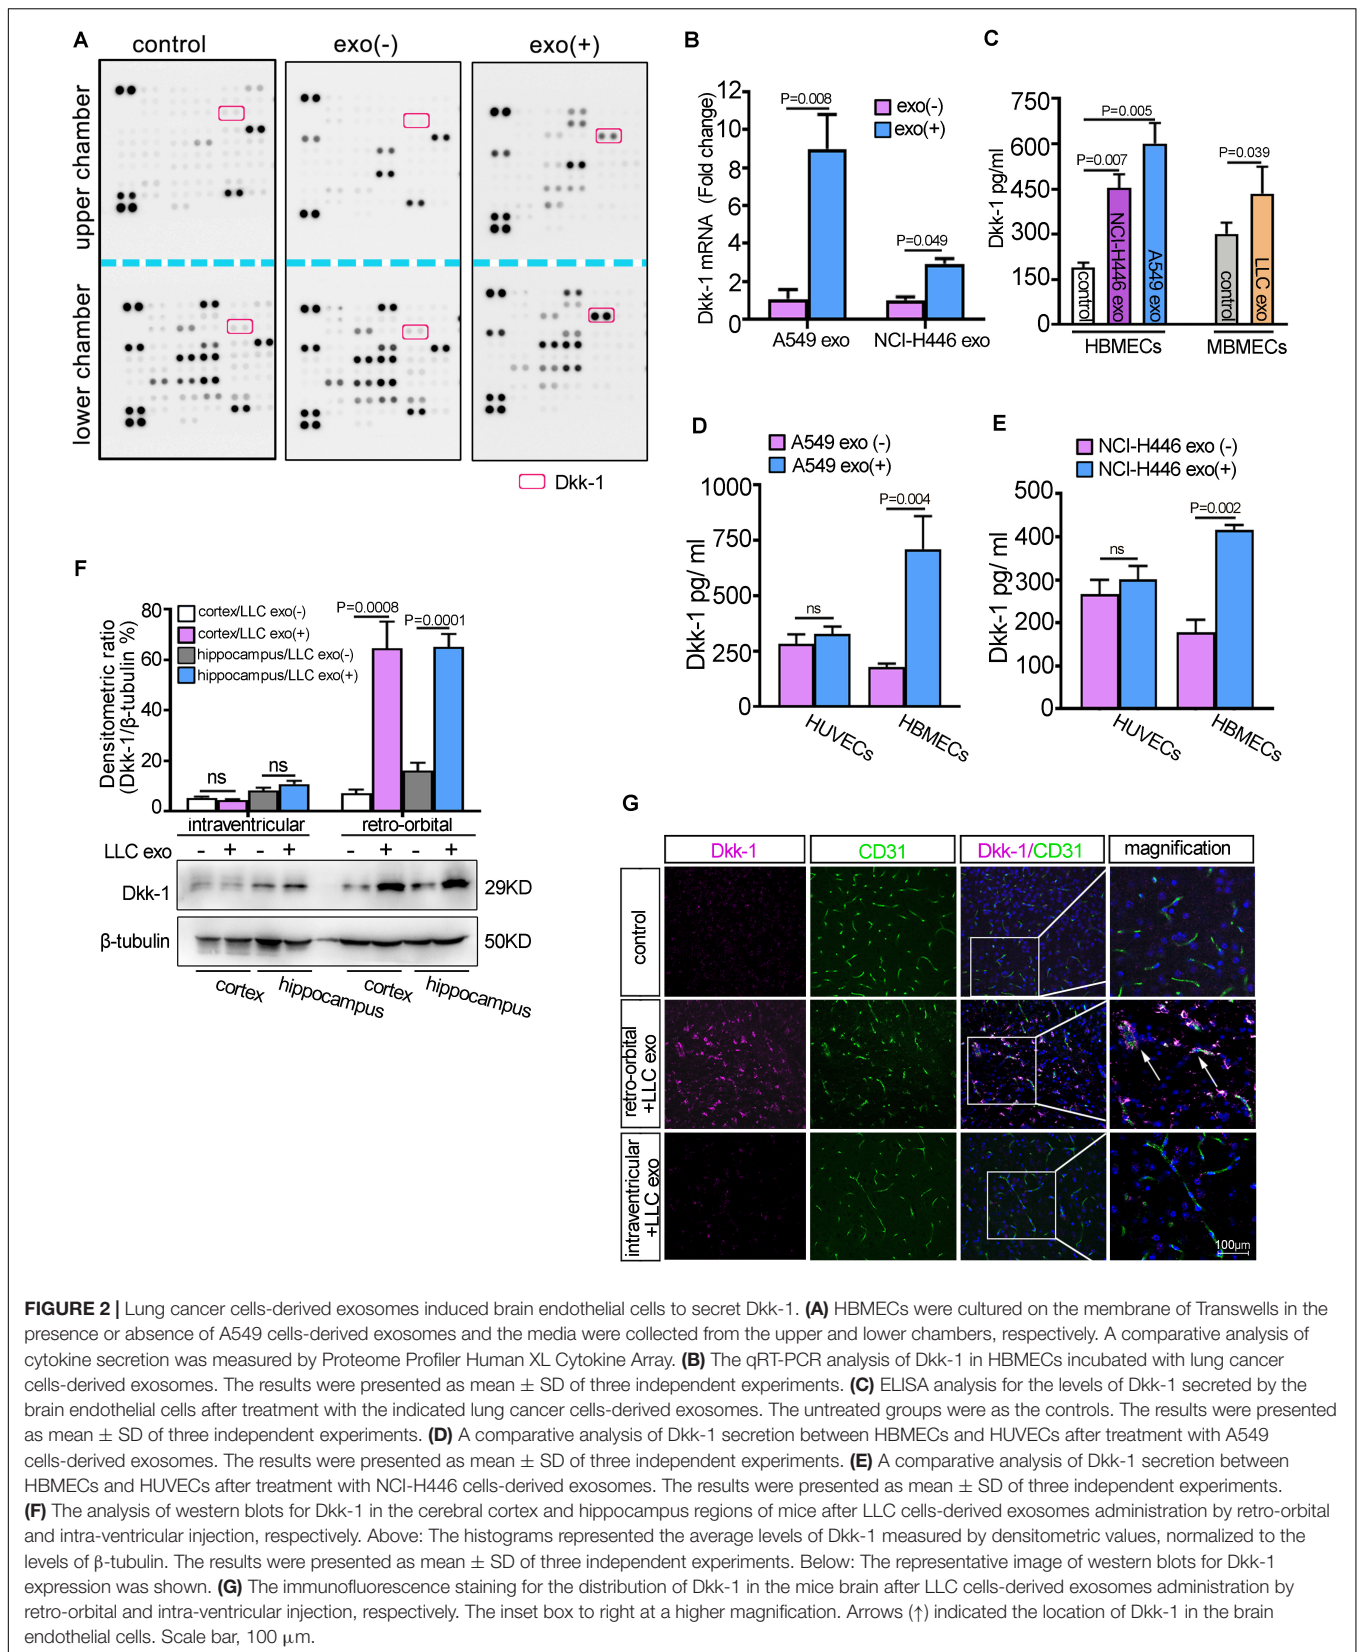 A
control
exo(-)
exo(+)
upper chamber
lower chamber
Dkk-1
B
exo(-)
exo(+)
Dkk-1 mRNA (Fold change)
12
10
8
6
4
2
0
P=0.008
P=0.049
A549 exo
NCI-H446 exo
C
Dkk-1 pg/ml
750
600
450
300
150
0
P=0.005
P=0.007
P=0.039
control
NCI-H446 exo
A549 exo
control
LLC exo
HBMECs
MBMECs
D
A549 exo (-)
A549 exo(+)
Dkk-1 pg/ ml
1000
750
500
250
0
ns
P=0.004
HUVECs
HBMECs
E
NCI-H446 exo (-)
NCI-H446 exo(+)
Dkk-1 pg/ ml
500
400
300
200
100
0
ns
P=0.002
HUVECs
HBMECs
F
Densitometric ratio
(Dkk-1/β-tubulin %)
80
60
40
20
0
cortex/LLC exo(-)
cortex/LLC exo(+)
hippocampus/LLC exo(-)
hippocampus/LLC exo(+)
P=0.0008
P=0.0001
ns
ns
intraventricular
retro-orbital
LLC exo - + - + - + - +
Dkk-1
29KD
β-tubulin
50KD
cortex
hippocampus
cortex
hippocampus
G
Dkk-1
CD31
Dkk-1/CD31
magnification
control
retro-orbital
+LLC exo
intraventricular
+LLC exo
100μm
FIGURE 2 | Lung cancer cells-derived exosomes induced brain endothelial cells to secret Dkk-1. (A) HBMECs were cultured on the membrane of Transwells in the
presence or absence of A549 cells-derived exosomes and the media were collected from the upper and lower chambers, respectively. A comparative analysis of
cytokine secretion was measured by Proteome Profiler Human XL Cytokine Array. (B) The qRT-PCR analysis of Dkk-1 in HBMECs incubated with lung cancer
cells-derived exosomes. The results were presented as mean ± SD of three independent experiments. (C) ELISA analysis for the levels of Dkk-1 secreted by the
brain endothelial cells after treatment with the indicated lung cancer cells-derived exosomes. The untreated groups were as the controls. The results were presented
as mean ± SD of three independent experiments. (D) A comparative analysis of Dkk-1 secretion between HBMECs and HUVECs after treatment with A549
cells-derived exosomes. The results were presented as mean ± SD of three independent experiments. (E) A comparative analysis of Dkk-1 secretion between
HBMECs and HUVECs after treatment with NCI-H446 cells-derived exosomes. The results were presented as mean ± SD of three independent experiments.
(F) The analysis of western blots for Dkk-1 in the cerebral cortex and hippocampus regions of mice after LLC cells-derived exosomes administration by retro-orbital
and intra-ventricular injection, respectively. Above: The histograms represented the average levels of Dkk-1 measured by densitometric values, normalized to the
levels of β-tubulin. The results were presented as mean ± SD of three independent experiments. Below: The representative image of western blots for Dkk-1
expression was shown. (G) The immunofluorescence staining for the distribution of Dkk-1 in the mice brain after LLC cells-derived exosomes administration by
retro-orbital and intra-ventricular injection, respectively. The inset box to right at a higher magnification. Arrows (↑) indicated the location of Dkk-1 in the brain
endothelial cells. Scale bar, 100 μm.